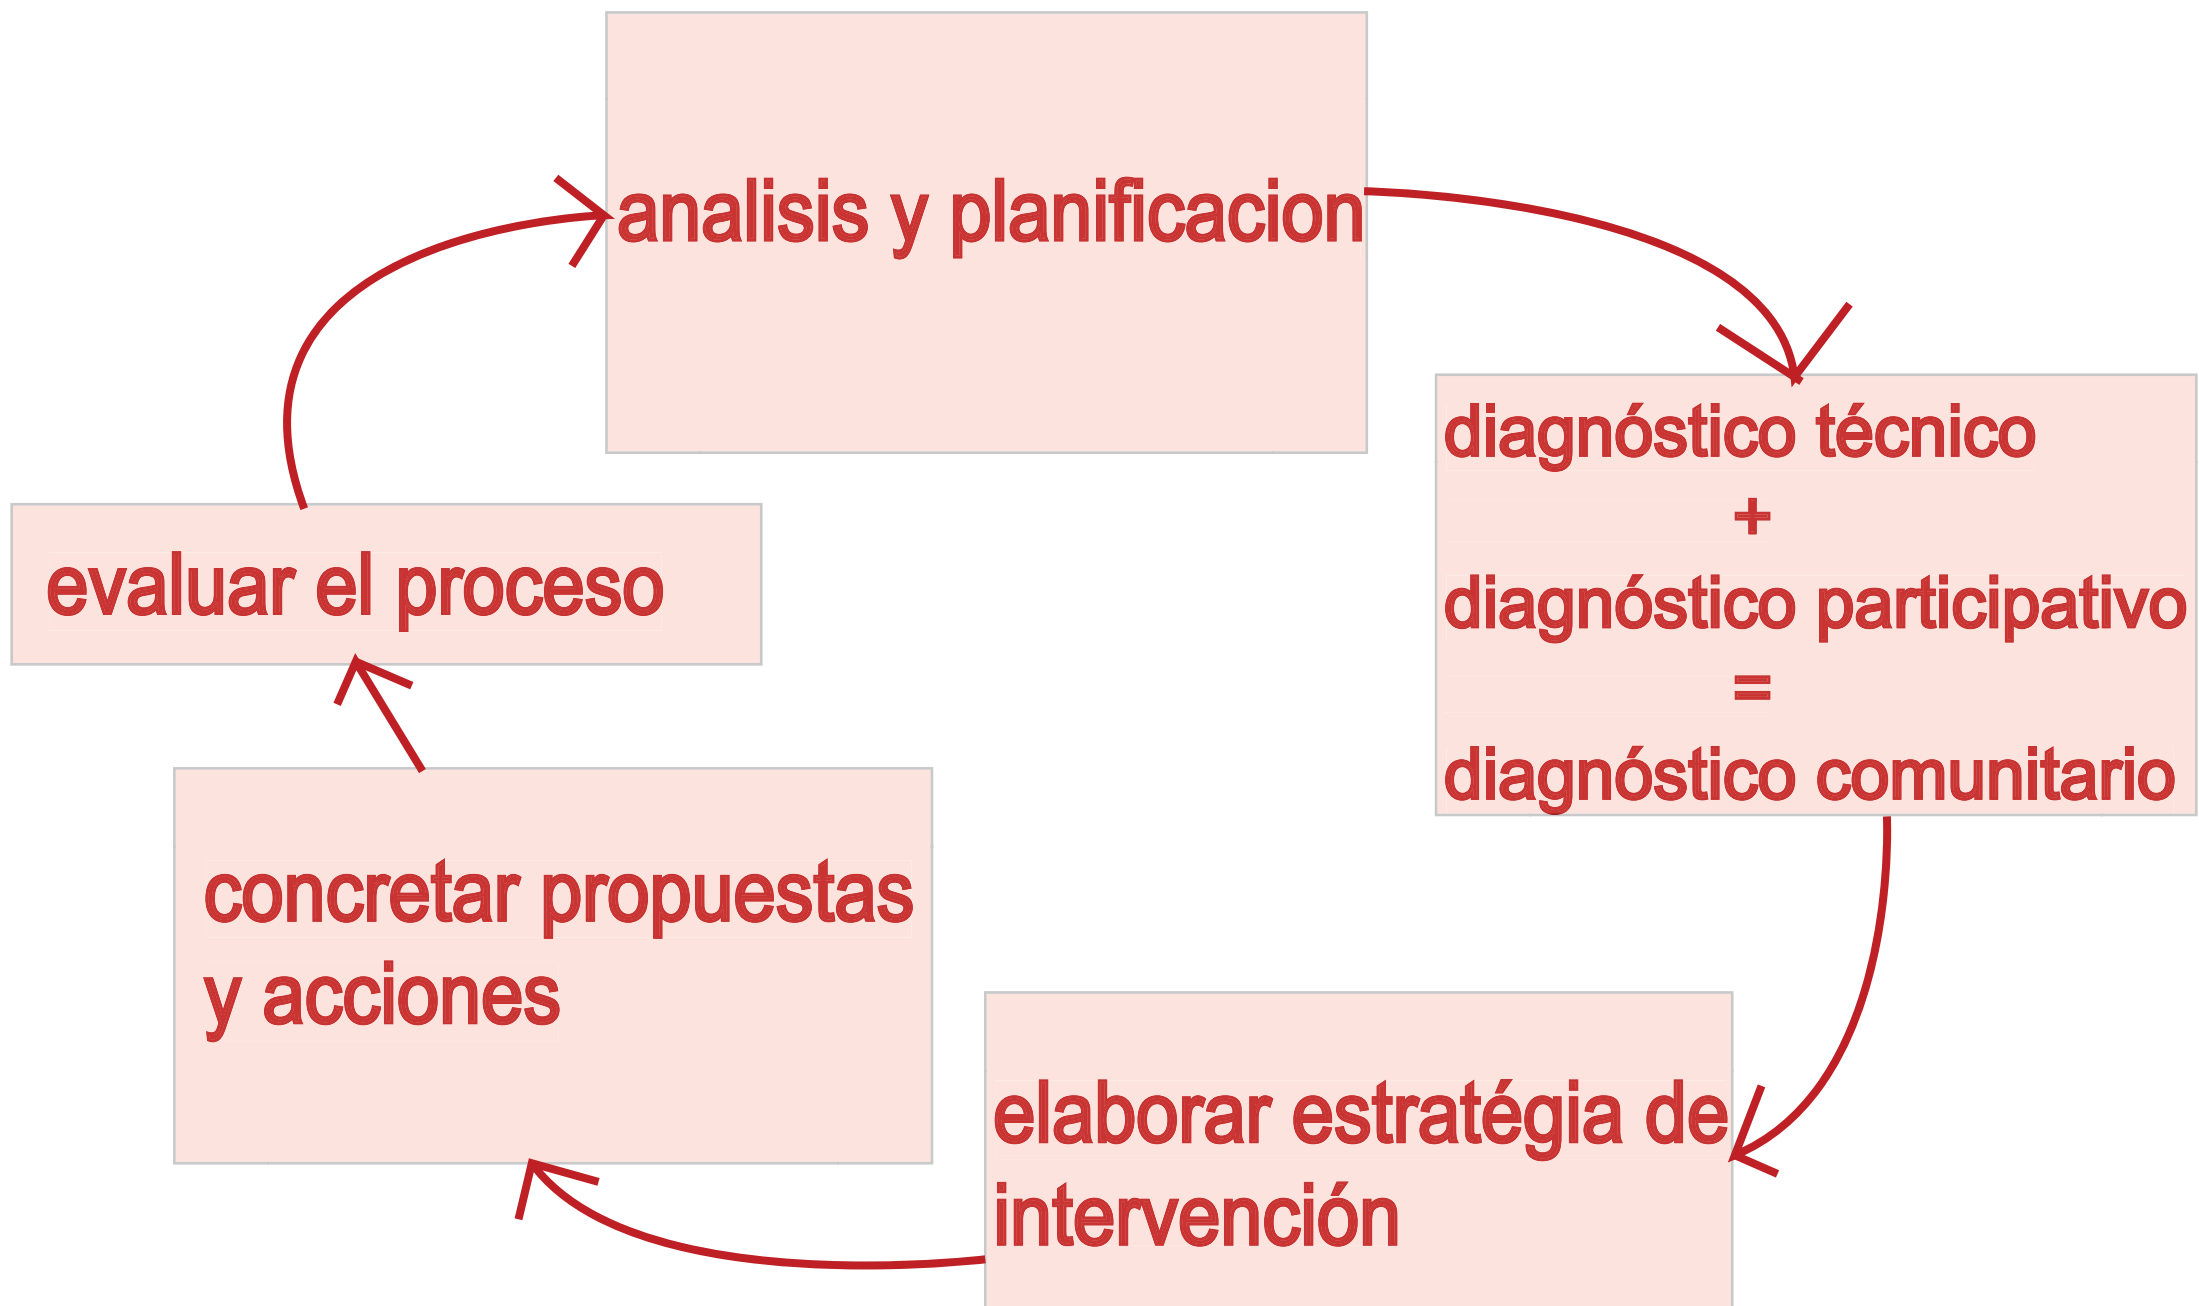 analisis y planificacion
diagnóstico técnico
+
diagnóstico participativo
=
diagnóstico comunitario
elaborar estratégia de
intervención
concretar propuestas
y acciones
evaluar el proceso